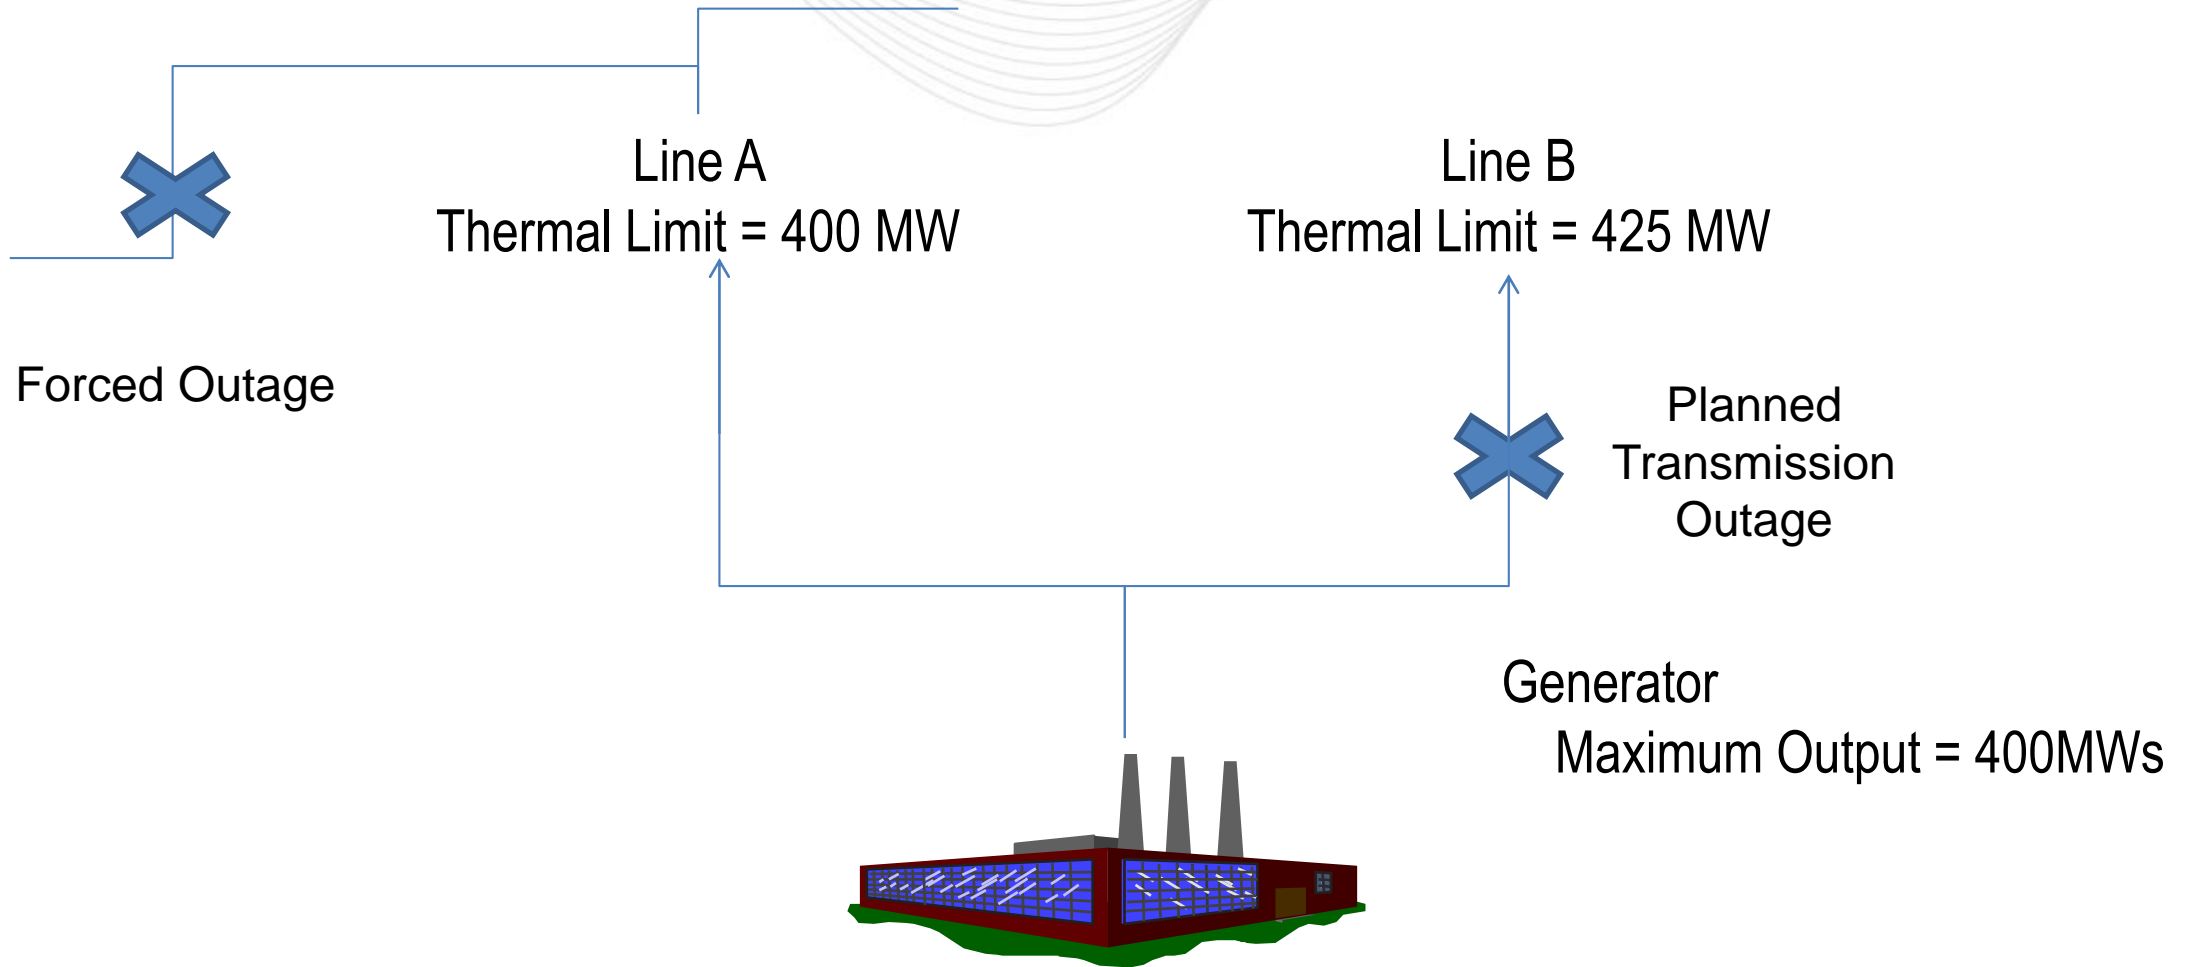 Line A
Thermal Limit = 400 MW
Line B
Thermal Limit = 425 MW
Forced Outage
Planned
Transmission
Outage
Generator
Maximum Output = 400MWs